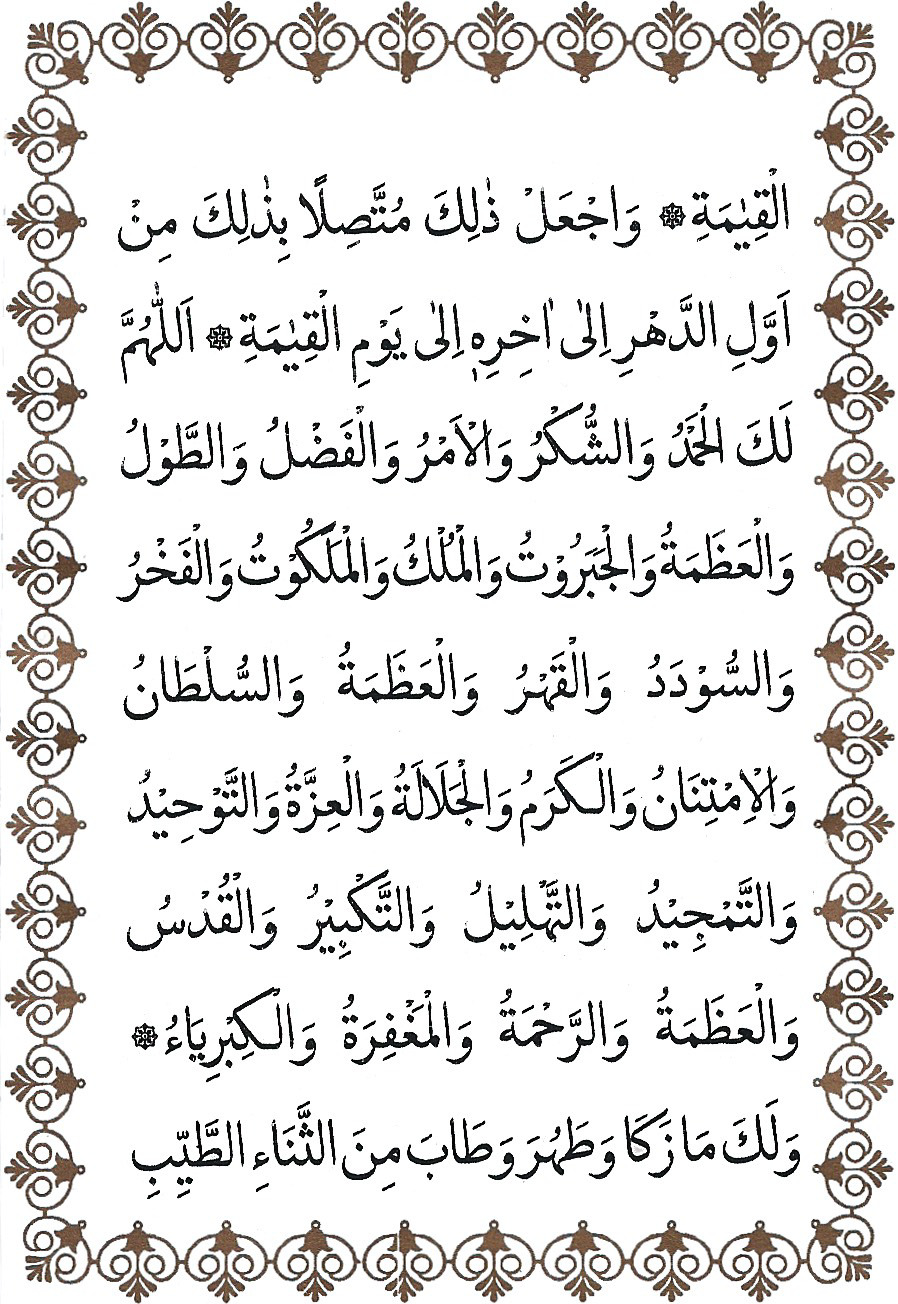 الْقِيٰمَةِ ۞ وَاجْعَلْ ذٰلِكَ مُتَّصِلًا بِذٰلِكَ مِنْ
اَوَّلِ الدَّهْرِ اِلٰى اٰخِرِهٖ اِلٰى يَوْمِ الْقِيٰمَةِ ۞ اَللّٰهُمَّ
لَكَ الْحَمْدُ وَالشُّكْرُ وَالْاَمْرُ وَالْفَضْلُ وَالطَّوْلُ
وَالْعَظَمَةُ وَالْجَبَرُوْتُ وَالْمُلْكُ وَالْمَلَكُوْتُ وَالْفَخْرُ
وَالسُّوْدَدُ وَالْقَهْرُ وَالْعَظَمَةُ وَالسُّلْطَانُ
وَالْاِمْتِنَانُ وَالْكَرَمُ وَالْجَلَالَةُ وَالْعِزَّةُ وَالتَّوْحِيْدُ
وَالتَّمْجِيْدُ وَالتَّهْلِيْلُ وَالتَّكْبِيْرُ وَالْقُدْسُ
وَالْعَظَمَةُ وَالرَّحْمَةُ وَالْمَغْفِرَةُ وَالْكِبْرِيَاءُ ۞
وَلَكَ مَا زَكَا وَطَهُرَ وَطَابَ مِنَ الثَّنَاءِ الطَّيِّبِ